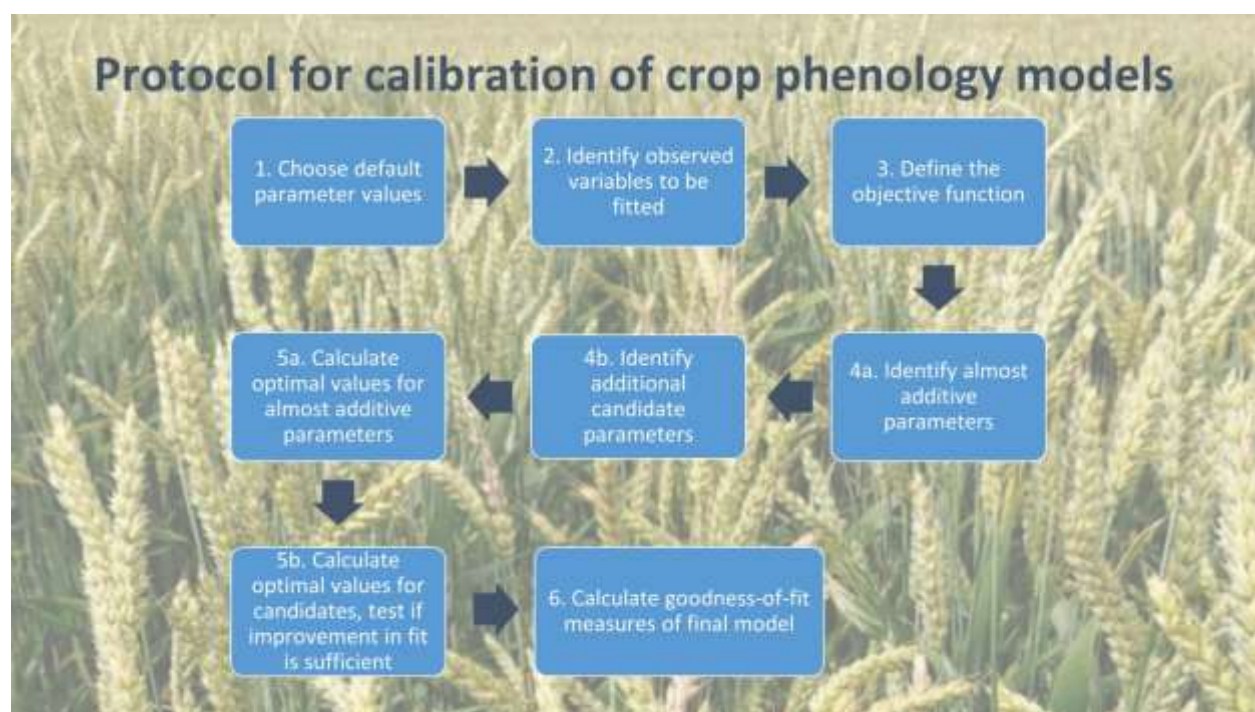 Protocol for calibration of crop phenology models
1. Choose default
parameter values
2. Identify observed
variables to be
fitted
3. Define the
objective function
4a. Identify almost
additive
parameters
4b. Identify
additional
candidate
parameters
5a. Calculate
optimal values for
almost additive
parameters
5b. Calculate
optimal values for
candidates, test if
improvement in fit
is sufficient
6. Calculate goodness-of-fit
measures of final model